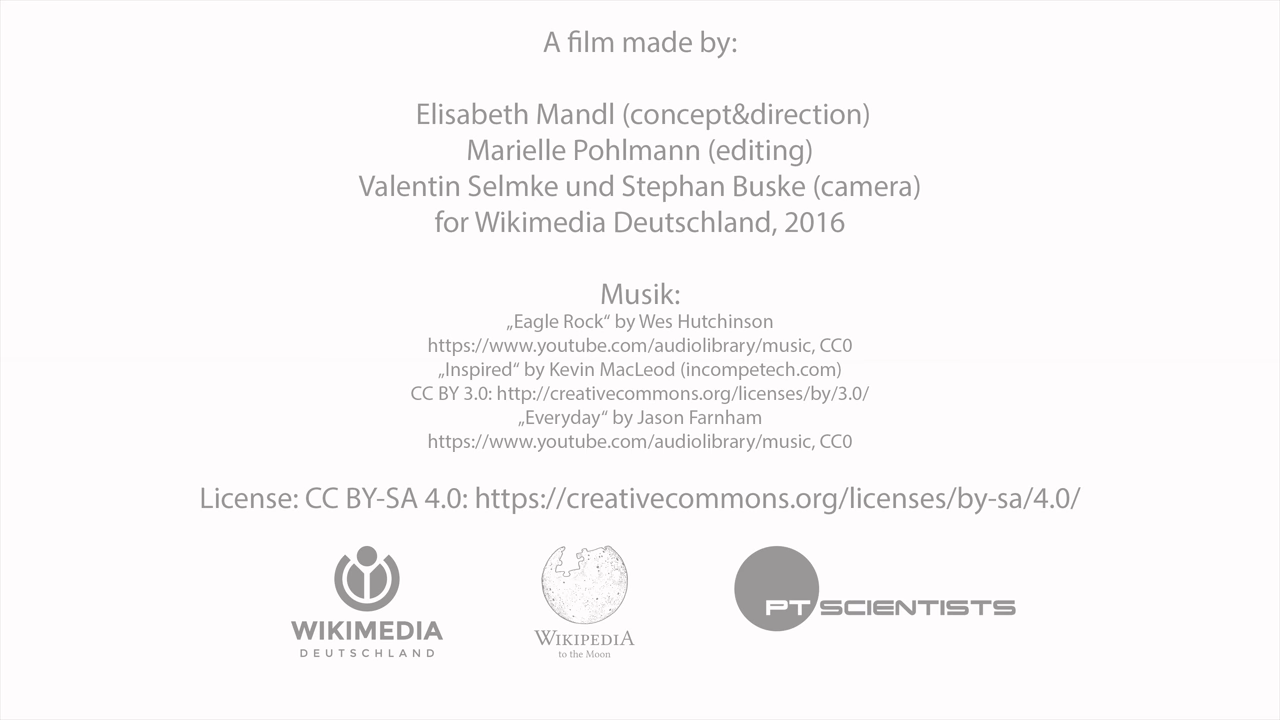 A film made by:
Elisabeth Mandl (concept&direction)
Marielle Pohlmann (editing)
Valentin Selmke und Stephan Buske (camera)
for Wikimedia Deutschland, 2016
Musik:
„Eagle Rock“ by Wes Hutchinson
https://www.youtube.com/audiolibrary/music, CC0
„Inspired“ by Kevin MacLeod (incompetech.com)
CC BY 3.0: http://creativecommons.org/licenses/by/3.0/
„Everyday“ by Jason Farnham
https://www.youtube.com/audiolibrary/music, CC0
License: CC BY-SA 4.0: https://creativecommons.org/licenses/by-sa/4.0/
WIKIMEDIA
DEUTSCHLAND
WIKIPEDIA
to the Moon
PT SCIENTISTS